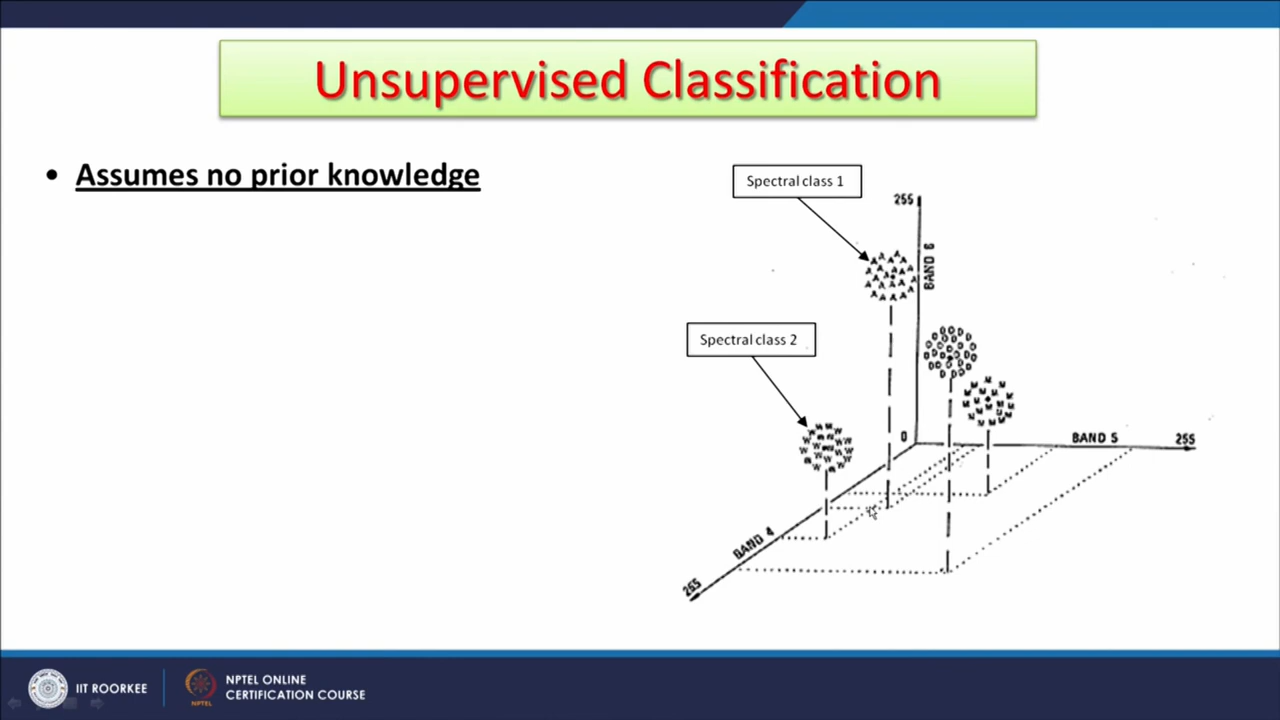 Unsupervised Classification
• Assumes no prior knowledge
Spectral class 1
255
BAND 6
Spectral class 2
0
BAND 5
255
BAND 4
255
IIT ROORKEE
NPTEL ONLINE
CERTIFICATION COURSE
NPTEL